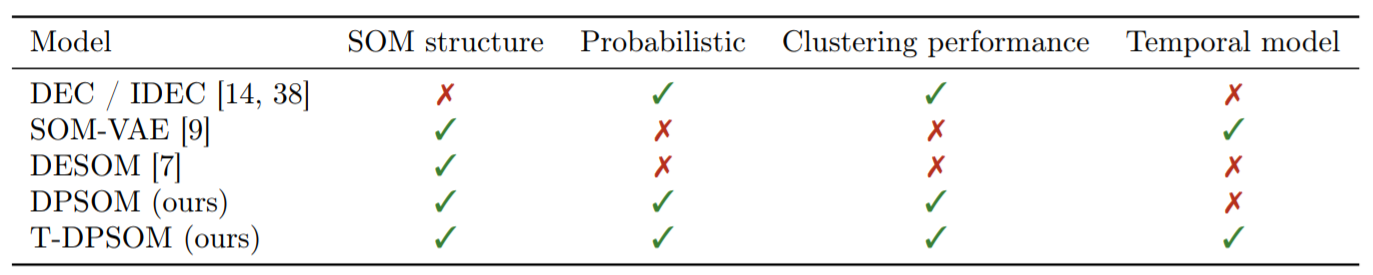 Model SOM structure Probabilistic Clustering performance Temporal model
DEC / IDEC [14, 38] ✗ ✓ ✓ ✗
SOM-VAE [9] ✓ ✗ ✗ ✓
DESOM [7] ✓ ✗ ✗ ✗
DPSOM (ours) ✓ ✓ ✓ ✗
T-DPSOM (ours) ✓ ✓ ✓ ✓